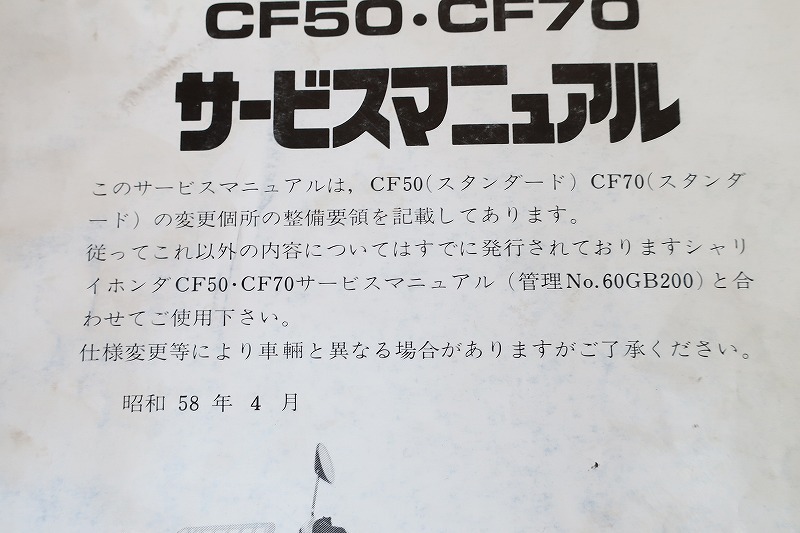 CF50・CF70
サービスマニュアル
このサービスマニュアルは，CF50(スタンダード) CF70(スタンダ
ード) の変更個所の整備要領を記載してあります。
従ってこれ以外の内容についてはすでに発行されておりますシャリ
イホンダCF50・CF70サービスマニュアル (管理No.60GB200)と合
わせてご使用下さい。
仕様変更等により車輛と異なる場合がありますがご了承ください。
昭和 58 年 4 月